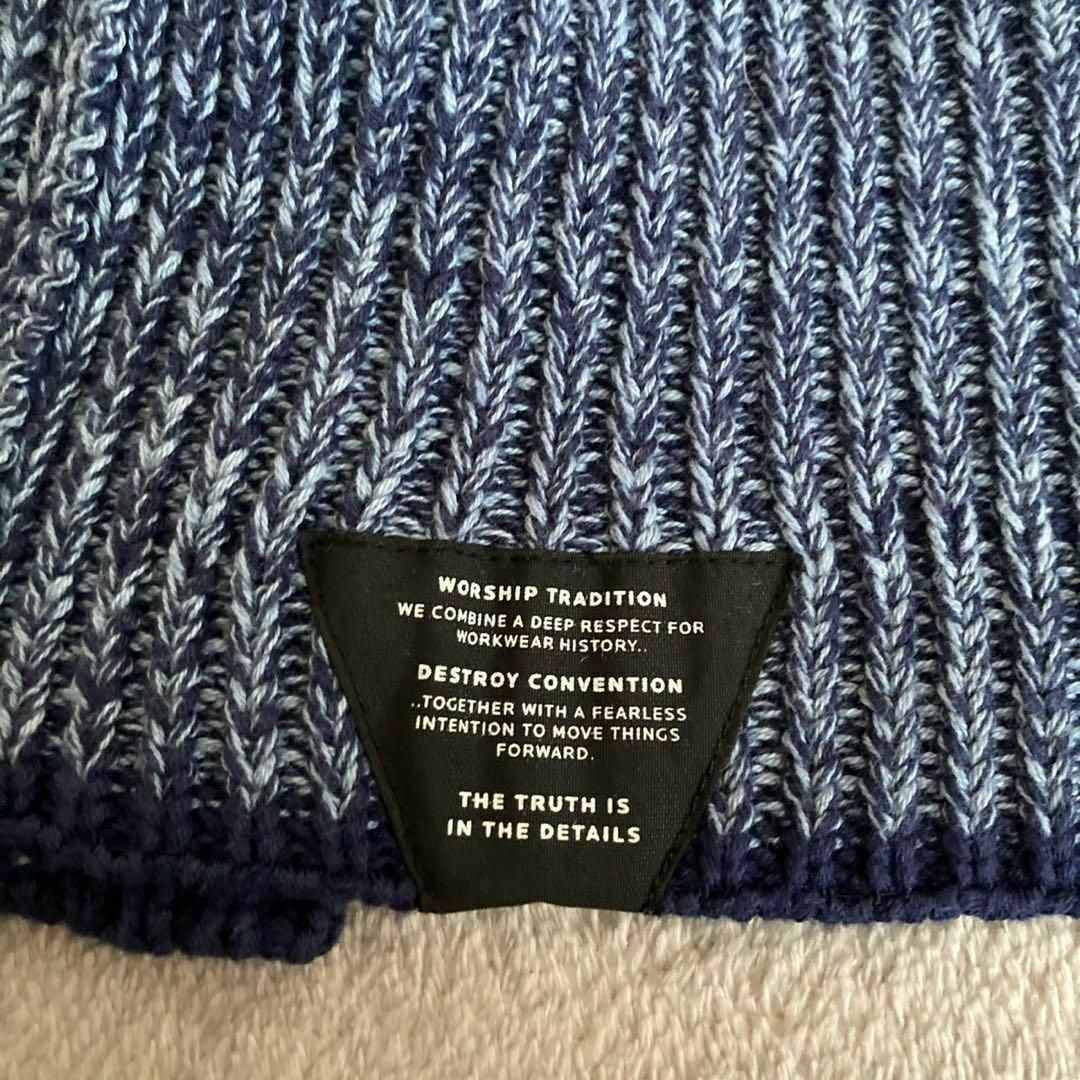 WORSHIP TRADITION
WE COMBINE A DEEP RESPECT FOR
WORKWEAR HISTORY..
DESTROY CONVENTION
..TOGETHER WITH A FEARLESS
INTENTION TO MOVE THINGS
FORWARD.
THE TRUTH IS
IN THE DETAILS